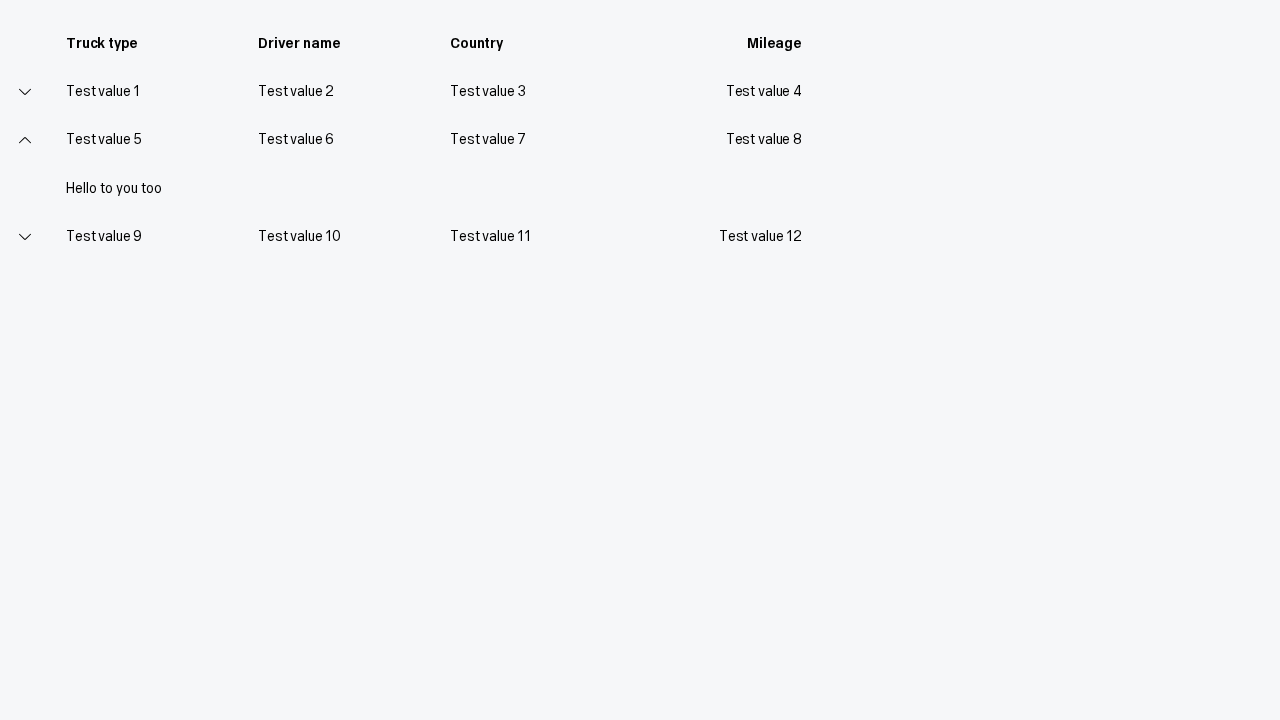 Truck type Driver name Country Mileage
Test value 1 Test value 2 Test value 3 Test value 4
Test value 5 Test value 6 Test value 7 Test value 8
Hello to you too
Test value 9 Test value 10 Test value 11 Test value 12